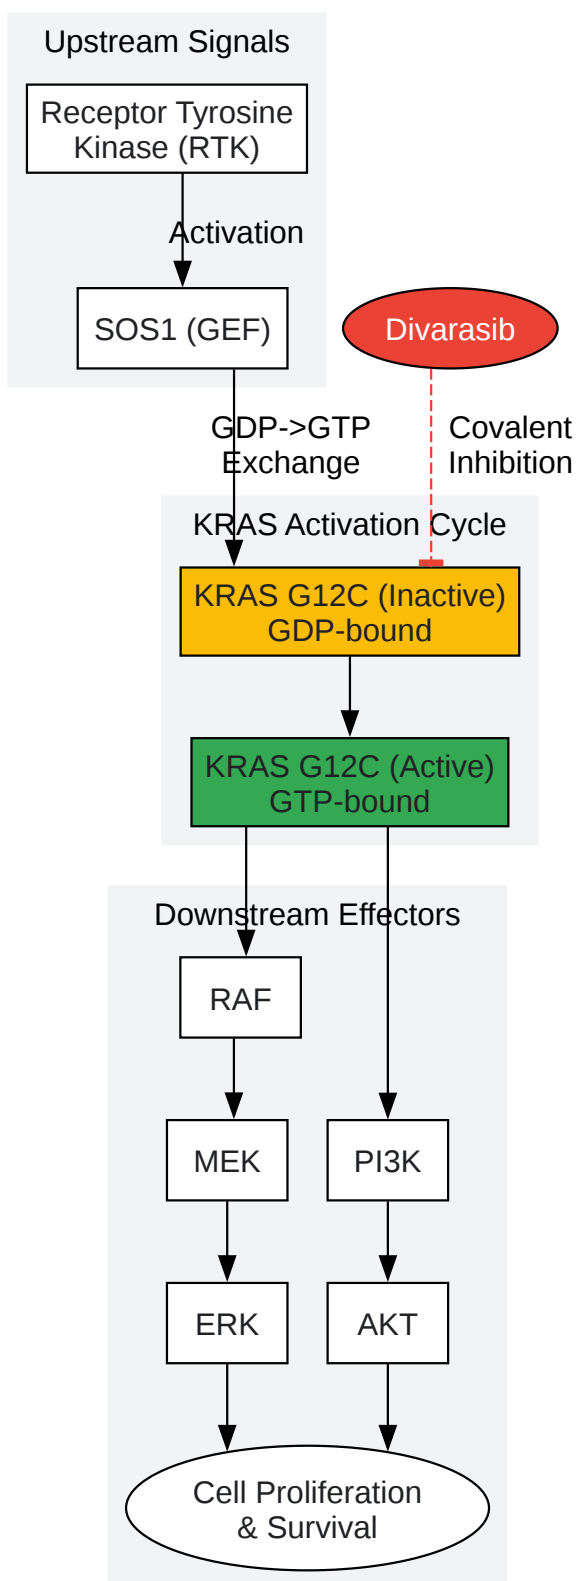 Upstream Signals
Receptor Tyrosine
Kinase (RTK)
Activation
SOS1 (GEF)
Divarasib
GDP->GTP
Exchange
Covalent
Inhibition
KRAS Activation Cycle
KRAS G12C (Inactive)
GDP-bound
KRAS G12C (Active)
GTP-bound
Downstream Effectors
RAF
MEK
PI3K
ERK
AKT
Cell Proliferation
& Survival